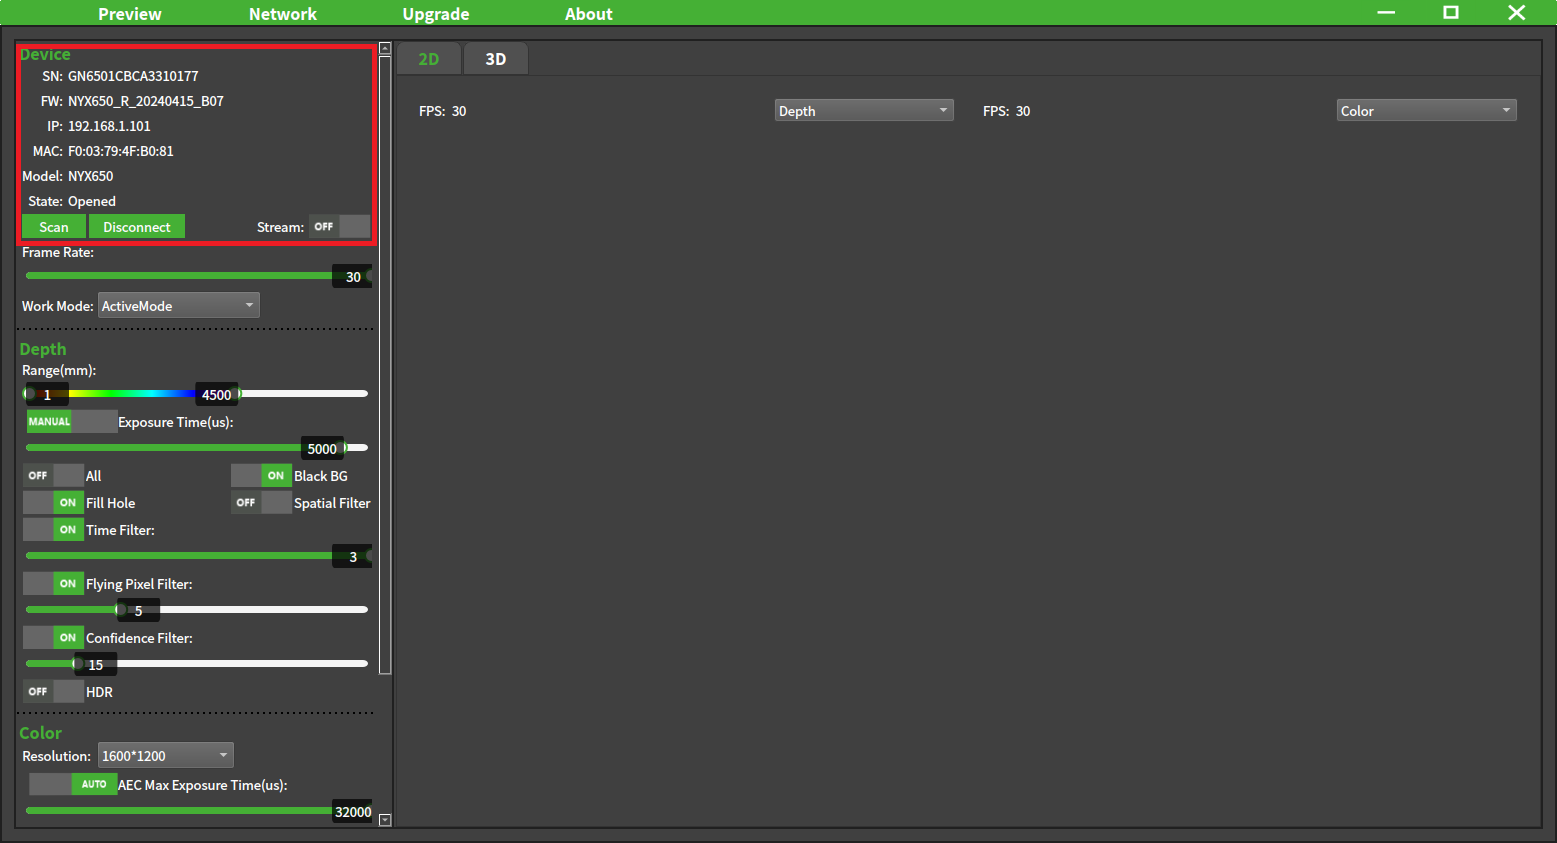 Preview Network Upgrade About
Device
SN: GN6501CBCA3310177
FW: NYX650_R_20240415_B07
IP: 192.168.1.101
MAC: F0:03:79:4F:B0:81
Model: NYX650
State: Opened
Scan Disconnect Stream: OFF
Frame Rate:
30
Work Mode: ActiveMode
Depth
Range(mm):
1 4500
MANUAL Exposure Time(us):
5000
OFF All ON Black BG
ON Fill Hole OFF Spatial Filter
ON Time Filter:
3
ON Flying Pixel Filter:
5
ON Confidence Filter:
15
OFF HDR
Color
Resolution: 1600*1200
AUTO AEC Max Exposure Time(us):
32000
2D 3D
FPS: 30 Depth FPS: 30 Color